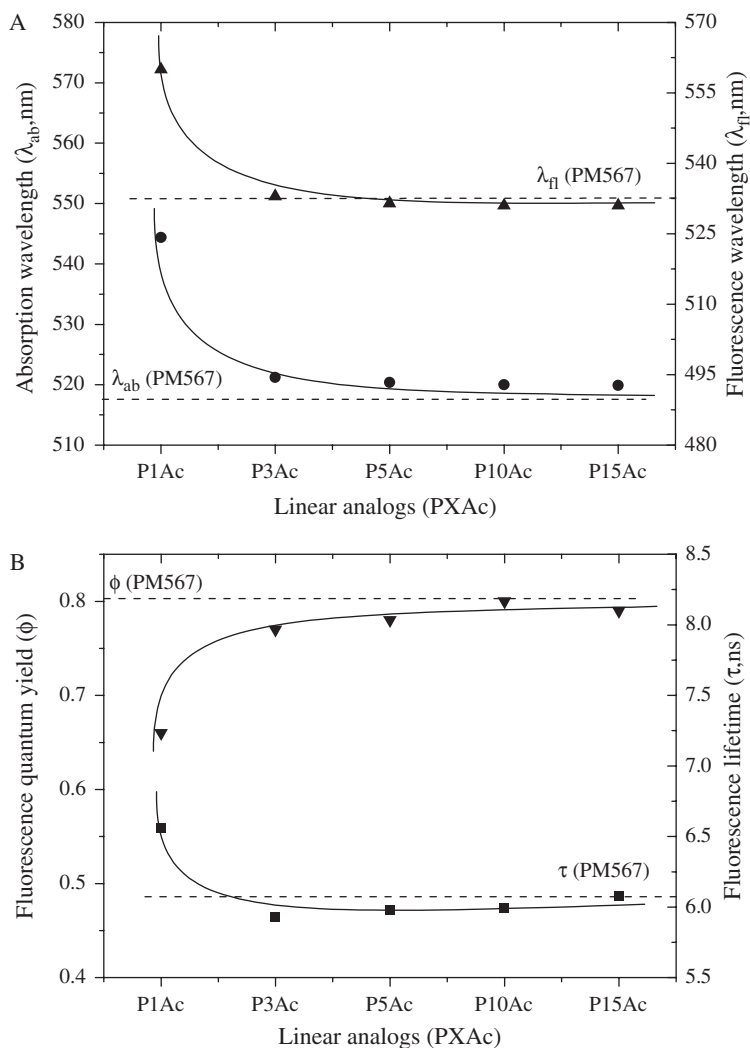 A
580
570
560
550
540
530
520
510
Absorption wavelength (λab,nm)
570
555
540
525
510
495
480
Fluorescence wavelength (λfl,nm)
λfl (PM567)
λab (PM567)
P1Ac P3Ac P5Ac P10Ac P15Ac
Linear analogs (PXAc)
B
0.8
0.7
0.6
0.5
0.4
Fluorescence quantum yield (ϕ)
8.5
8.0
7.5
7.0
6.5
6.0
5.5
Fluorescence lifetime (τ,ns)
ϕ (PM567)
τ (PM567)
P1Ac P3Ac P5Ac P10Ac P15Ac
Linear analogs (PXAc)